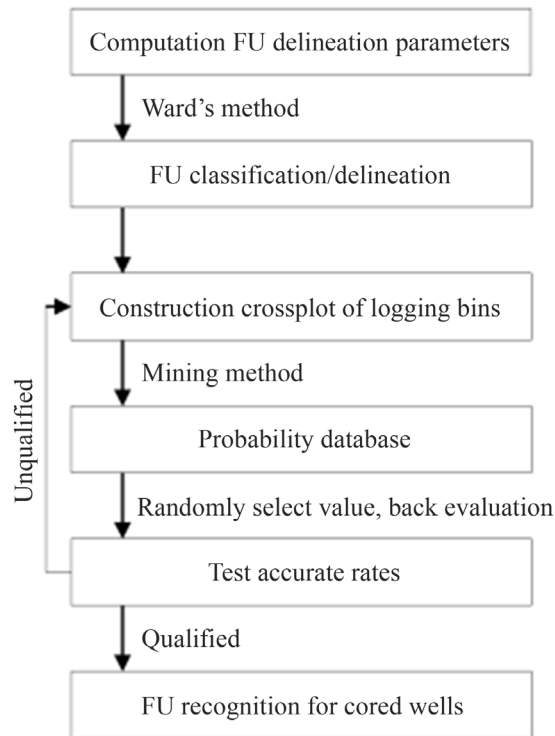 Computation FU delineation parameters
Ward's method
FU classification/delineation
Construction crossplot of logging bins
Mining method
Probability database
Unqualified
Randomly select value, back evaluation
Test accurate rates
Qualified
FU recognition for cored wells